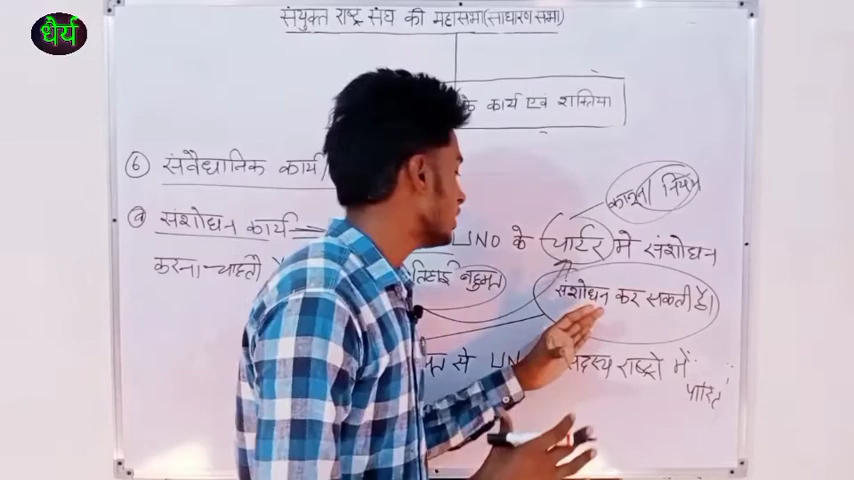 धैर्य
संयुक्त राष्ट्र संघ की महासभा (साधारण सभा)
के कार्य एवं शक्तिया
⑥ संवैधानिक कार्य/
कानून/ नियम
संशोधन कार्य UNO के चार्टर मे संशोधन
करना चाहती तिहाई बहुमत संशोधन कर सकती है।
से UN सदस्य राष्ट्रो में
पारित